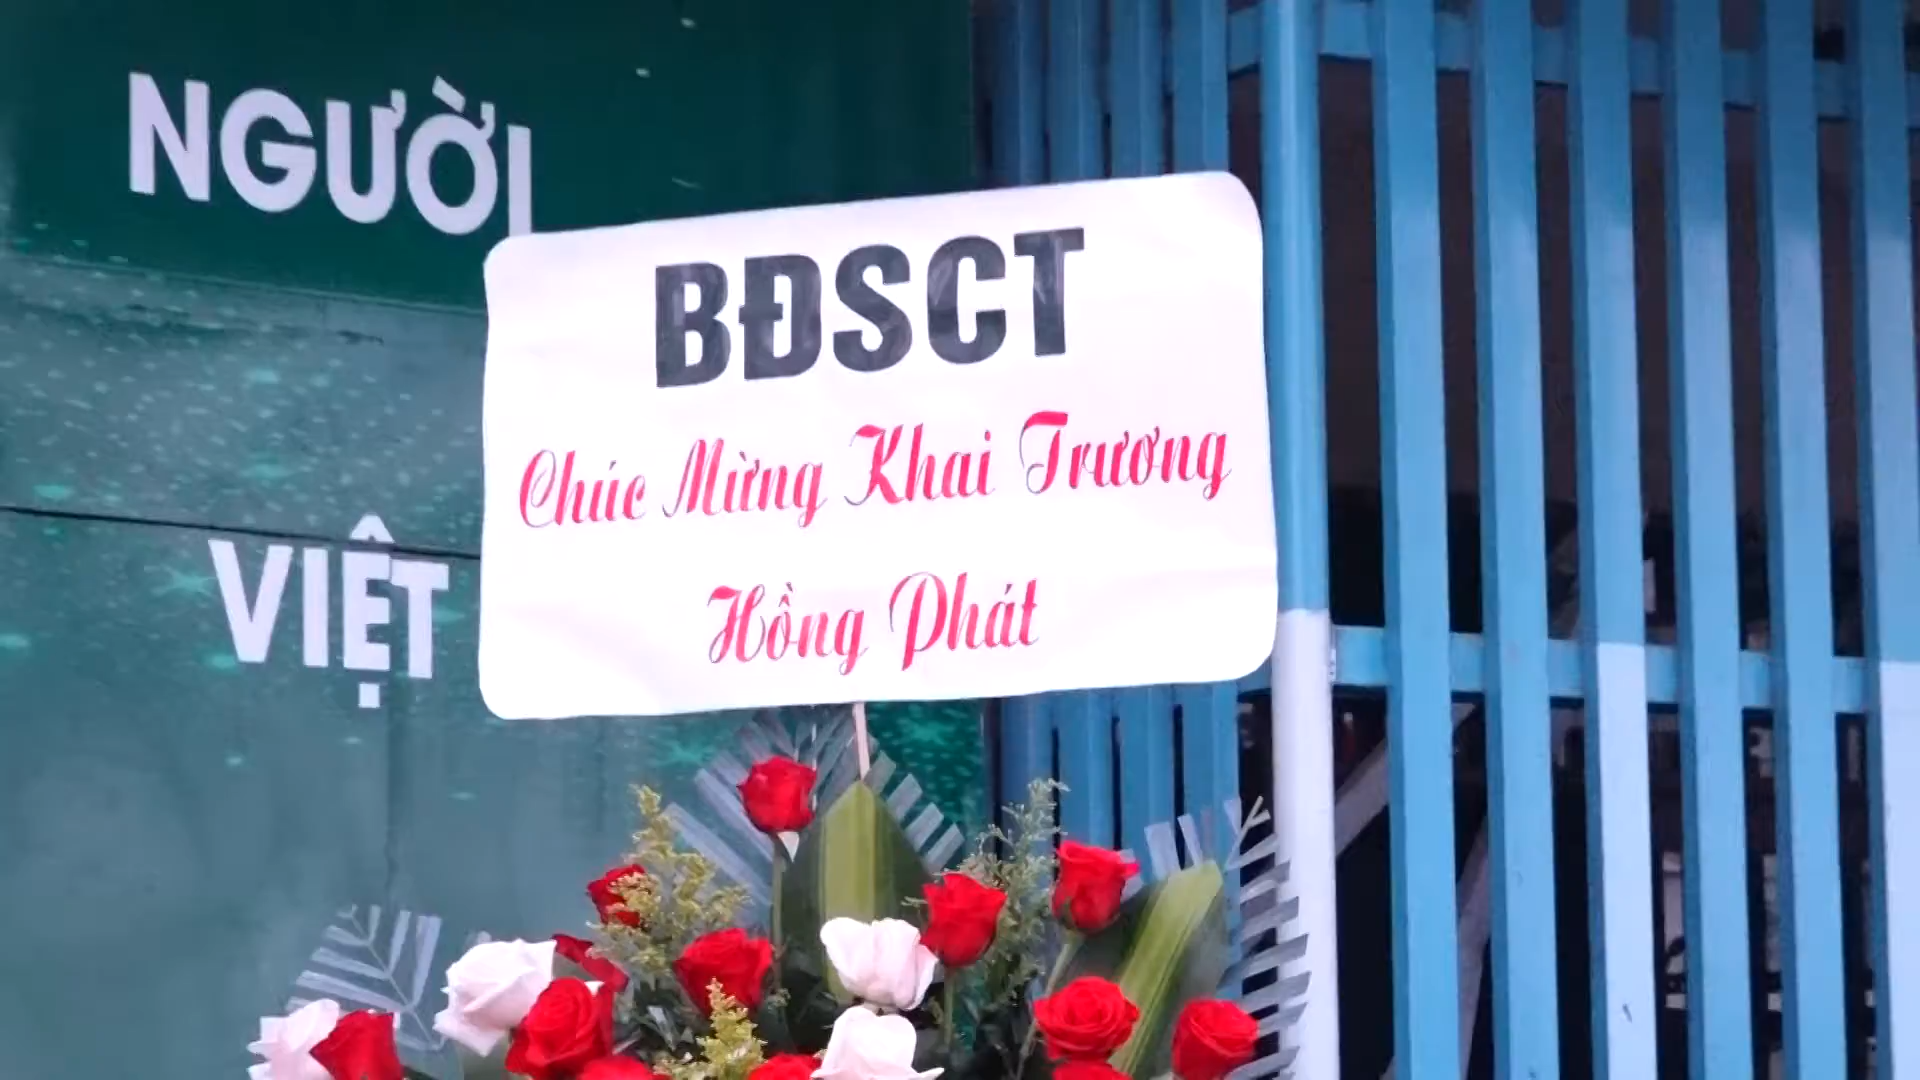 NGƯỜI
VIỆT
BĐSCT
Chúc Mừng Khai Trương
Hồng Phát